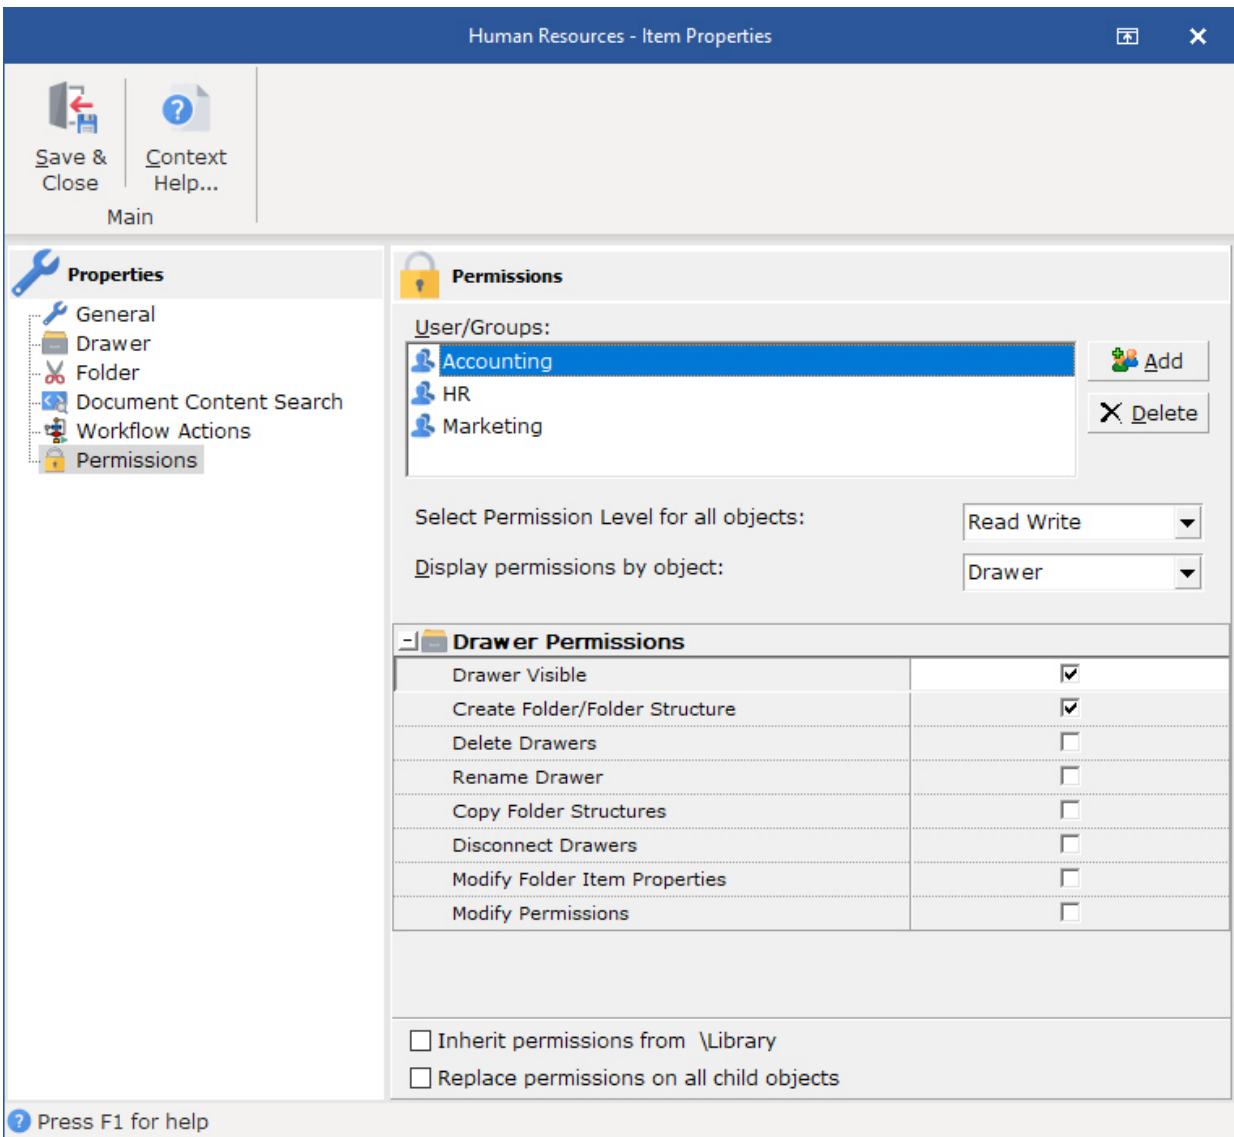 Human Resources - Item Properties
Save & Close
Context Help...
Main
Properties
General
Drawer
Folder
Document Content Search
Workflow Actions
Permissions
Permissions
User/Groups:
Accounting
HR
Marketing
Add
Delete
Select Permission Level for all objects: Read Write
Display permissions by object: Drawer
Drawer Permissions
Drawer Visible
Create Folder/Folder Structure
Delete Drawers
Rename Drawer
Copy Folder Structures
Disconnect Drawers
Modify Folder Item Properties
Modify Permissions
Inherit permissions from \Library
Replace permissions on all child objects
Press F1 for help